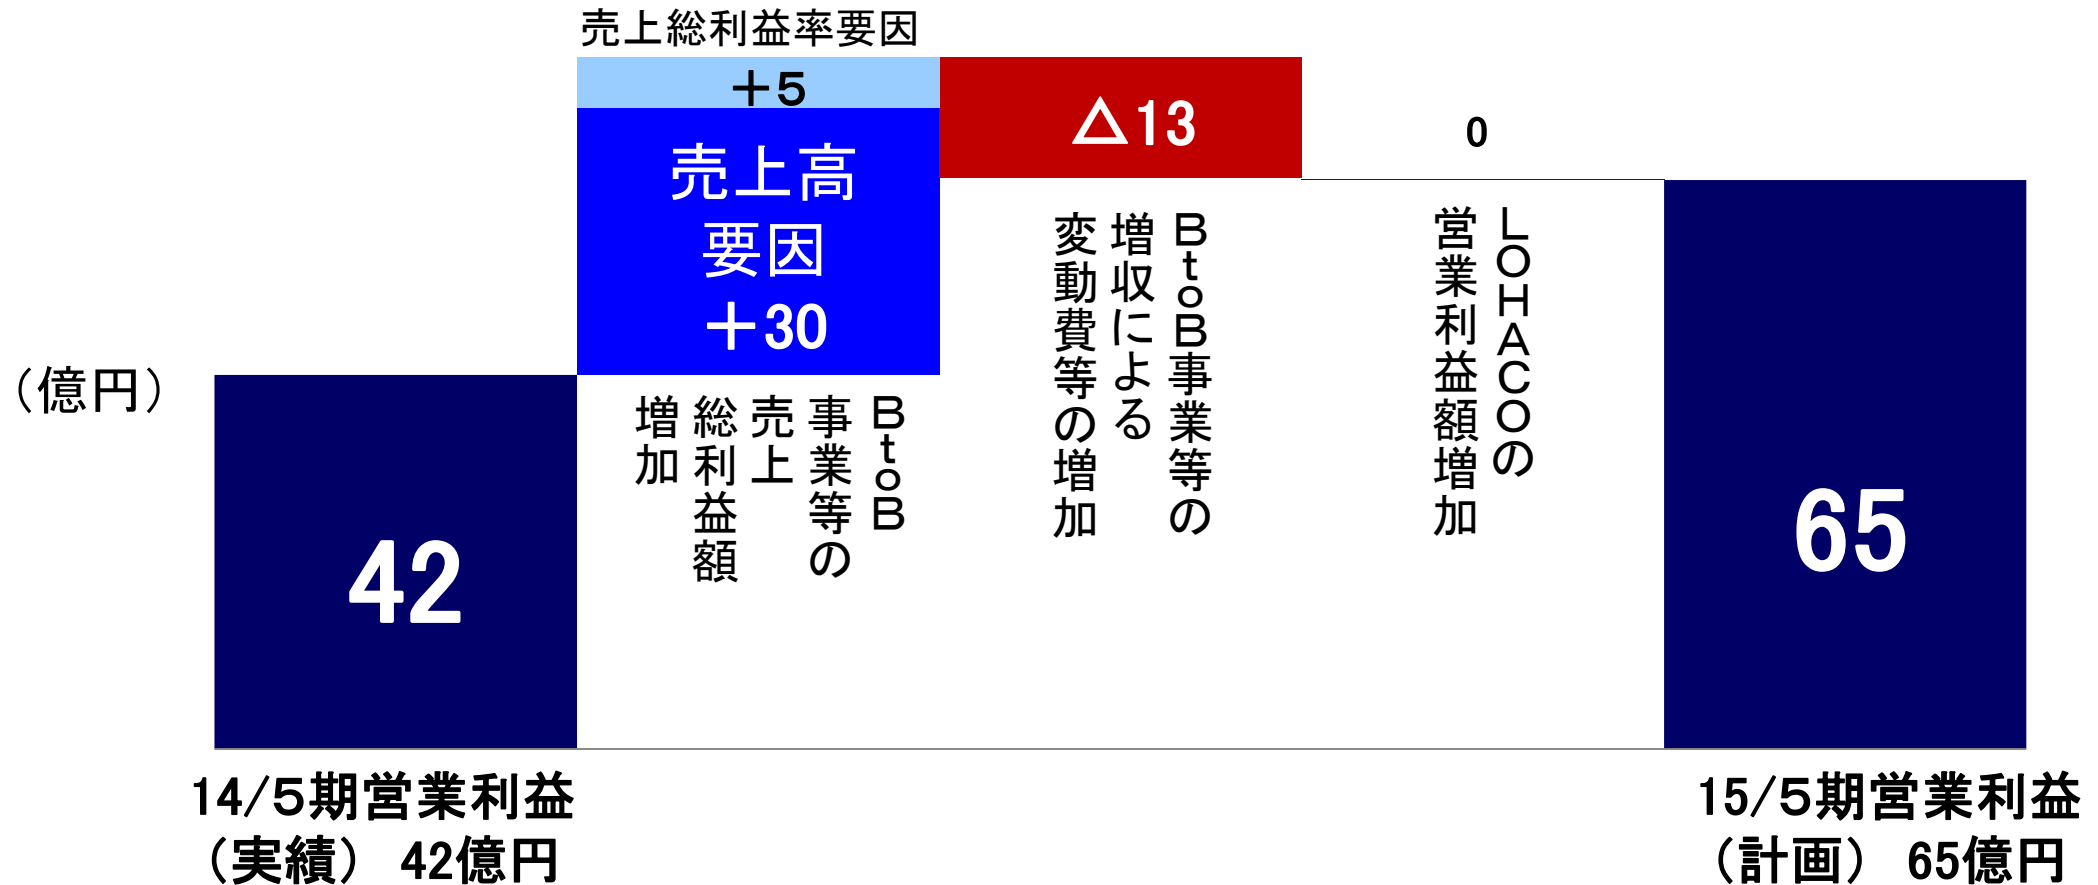 売上総利益率要因
＋5
売上高
要因
＋30
△13
0
（億円）
42
ＢｔｏＢ
事業等の
売上
総利益額
増加
ＢｔｏＢ事業等の
増収による
変動費等の増加
ＬＯＨＡＣＯの
営業利益額増加
65
14/5期営業利益
（実績） 42億円
15/5期営業利益
（計画） 65億円